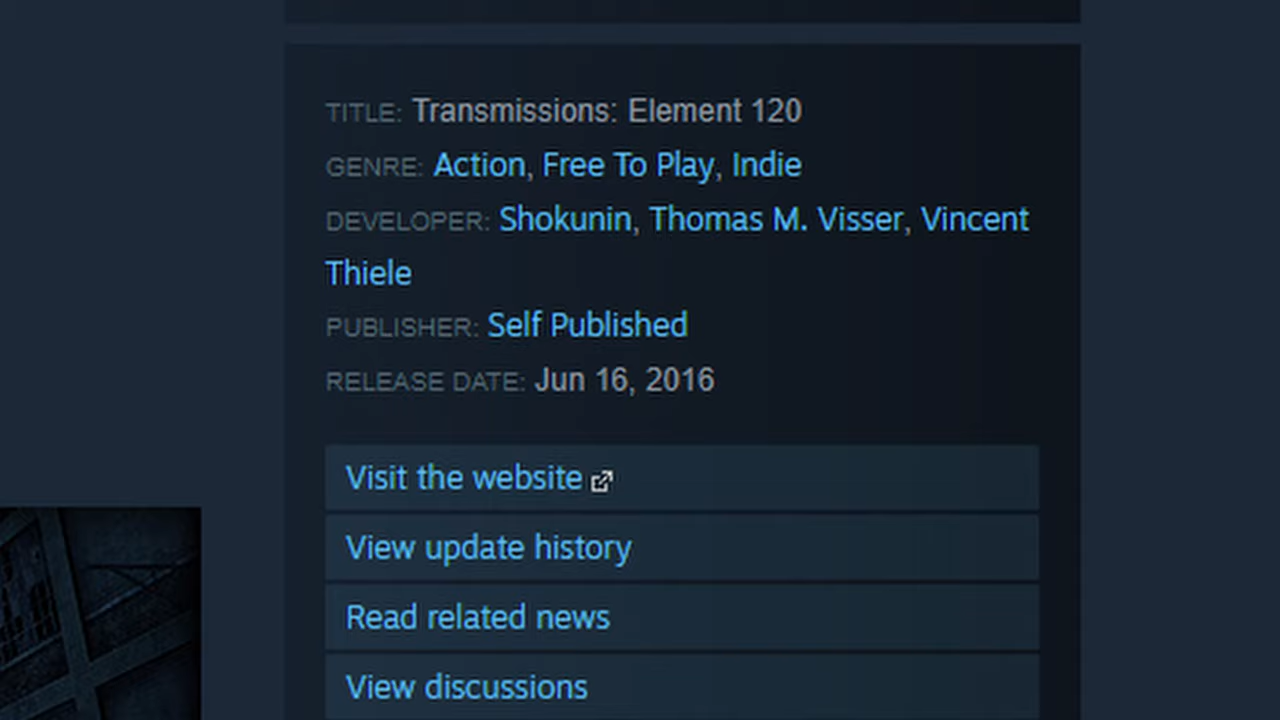 TITLE: Transmissions: Element 120
GENRE: Action, Free To Play, Indie
DEVELOPER: Shokunin, Thomas M. Visser, Vincent
Thiele
PUBLISHER: Self Published
RELEASE DATE: Jun 16, 2016
Visit the website
View update history
Read related news
View discussions